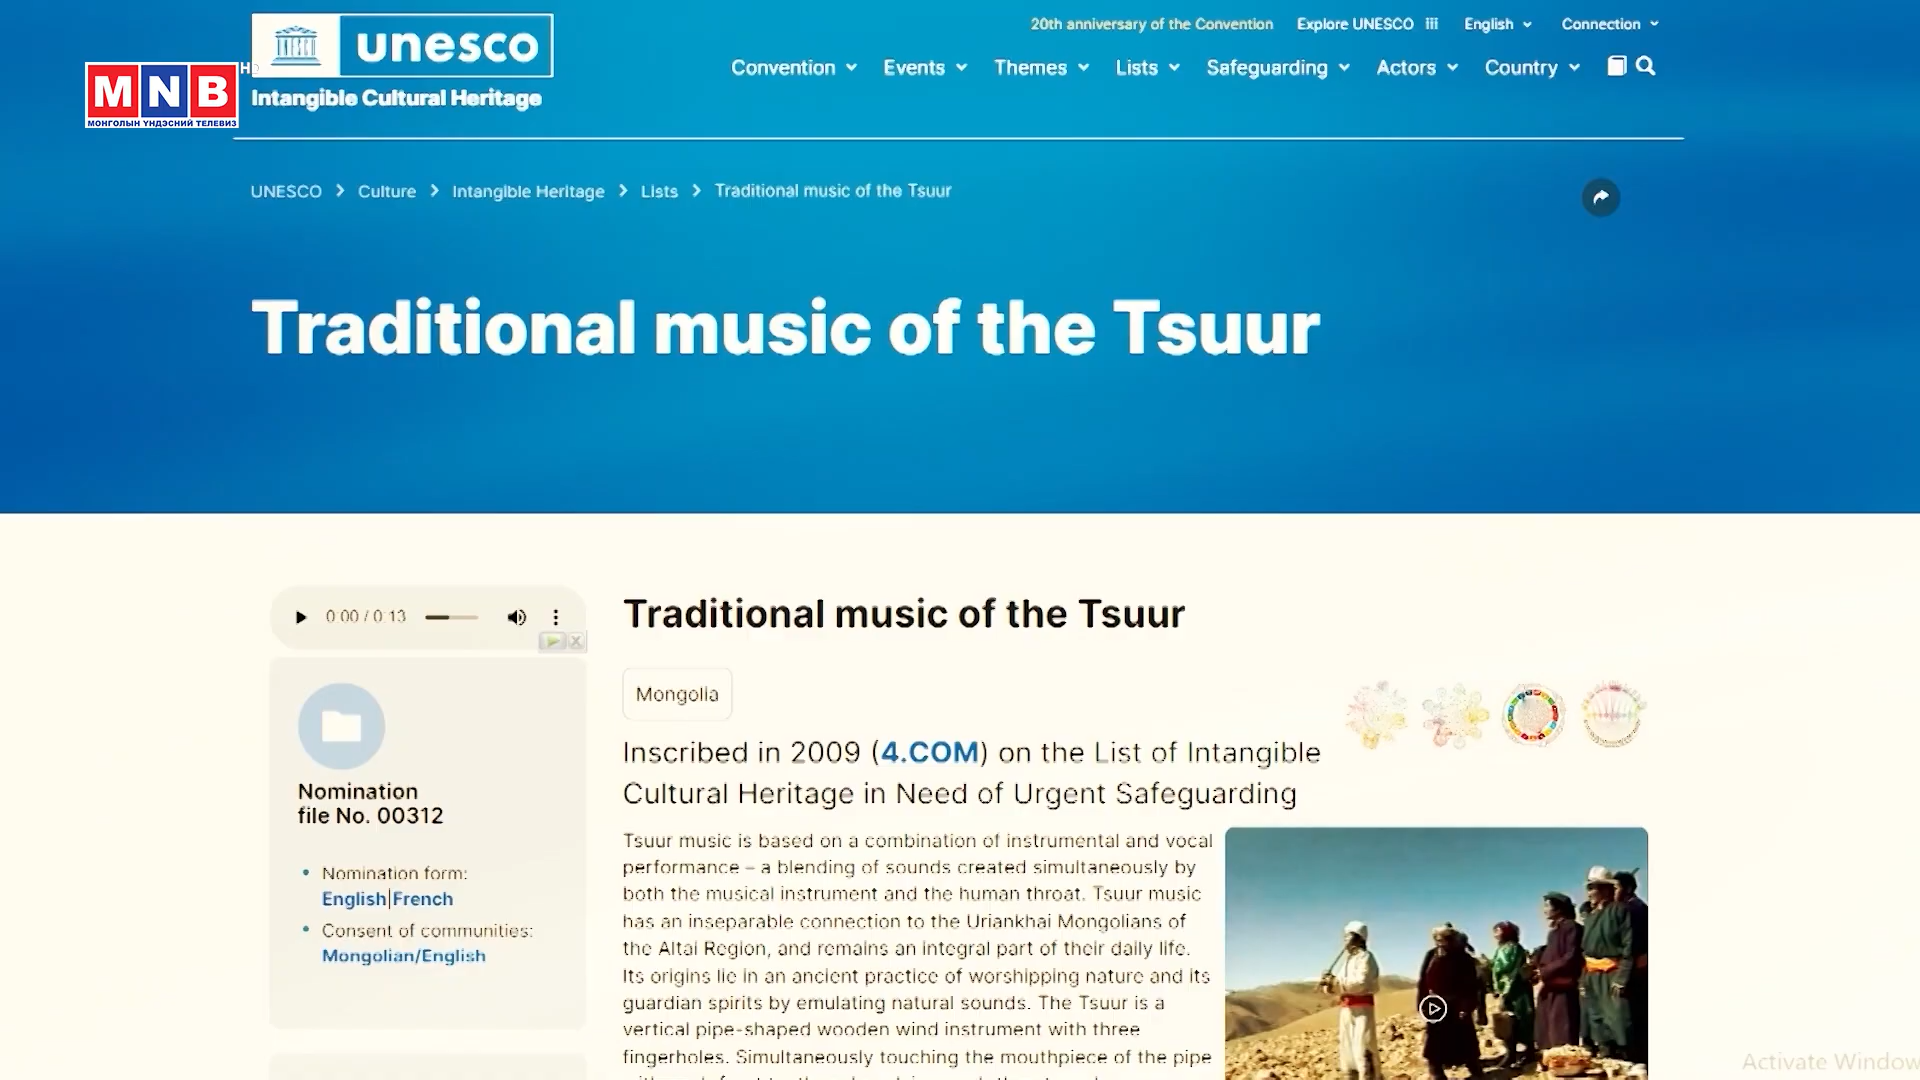 20th anniversary of the Convention Explore UNESCO English Connection
UNESCO
unesco
Intangible Cultural Heritage
Convention Events Themes Lists Safeguarding Actors Country
MNB
МОНГОЛЫН ҮНДЭСНИЙ ТЕЛЕВИЗ
UNESCO > Culture > Intangible Heritage > Lists > Traditional music of the Tsuur
Traditional music of the Tsuur
0:00 / 0:13
Nomination
file No. 00312
• Nomination form:
English|French
• Consent of communities:
Mongolian/English
Traditional music of the Tsuur
Mongolia
Inscribed in 2009 (4.COM) on the List of Intangible
Cultural Heritage in Need of Urgent Safeguarding
Tsuur music is based on a combination of instrumental and vocal
performance – a blending of sounds created simultaneously by
both the musical instrument and the human throat. Tsuur music
has an inseparable connection to the Uriankhai Mongolians of
the Altai Region, and remains an integral part of their daily life.
Its origins lie in an ancient practice of worshipping nature and its
guardian spirits by emulating natural sounds. The Tsuur is a
vertical pipe-shaped wooden wind instrument with three
fingerholes. Simultaneously touching the mouthpiece of the pipe
Activate Window